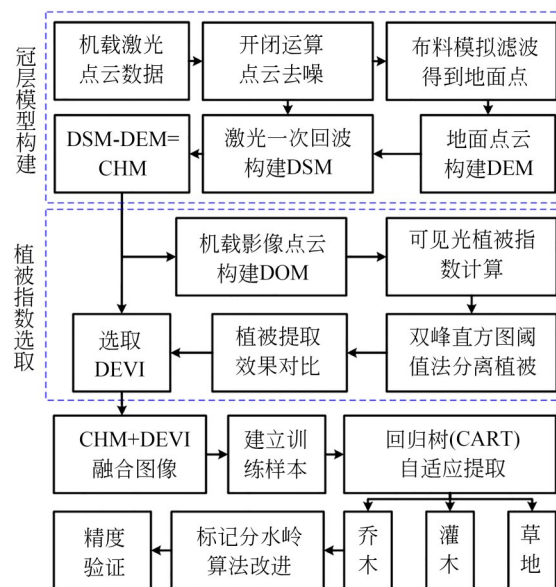 冠层模型构建
机载激光
点云数据
开闭运算
点云去噪
布料模拟滤波
得到地面点
DSM-DEM=
CHM
激光一次回波
构建DSM
地面点云
构建DEM
植被指数选取
机载影像点云
构建DOM
可见光植被指
数计算
选取
DEVI
植被提取
效果对比
双峰直方图阈
值法分离植被
CHM+DEVI
融合图像
建立训
练样本
回归树(CART)
自适应提取
精度
验证
标记分水岭
算法改进
乔
木
灌
木
草
地